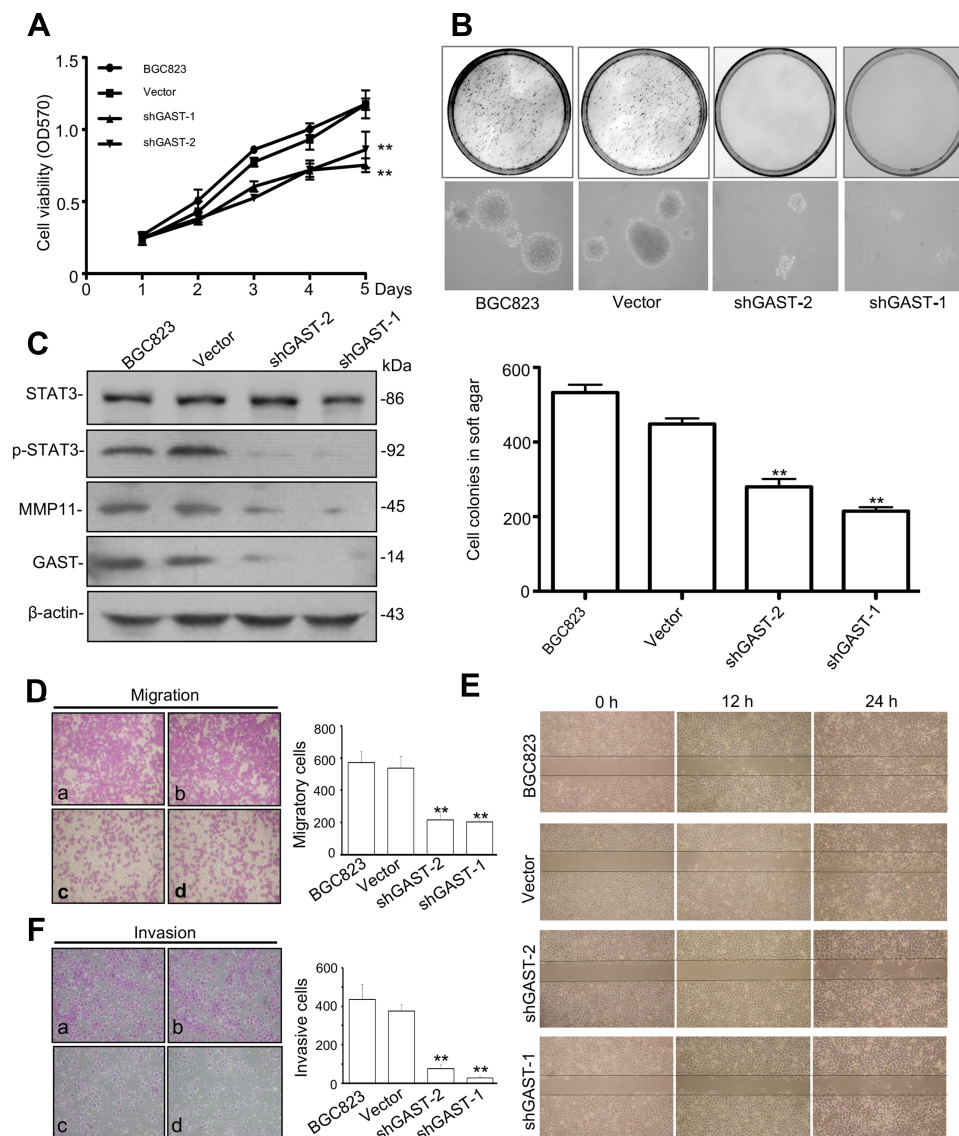 A
1.5
1.0
0.5
0
Cell viability (OD570)
BGC823
Vector
shGAST-1
shGAST-2
**
**
0 1 2 3 4 5 Days
B
BGC823 Vector shGAST-2 shGAST-1
600
400
200
0
Cell colonies in soft agar
**
**
BGC823 Vector shGAST-2 shGAST-1
C
BGC823 Vector shGAST-2 shGAST-1
kDa
STAT3- -86
p-STAT3- -92
MMP11- -45
GAST- -14
β-actin- -43
D
Migration
a b
c d
800
600
400
200
0
Migratory cells
** **
BGC823 Vector shGAST-2 shGAST-1
E
0 h 12 h 24 h
BGC823
Vector
shGAST-2
shGAST-1
F
Invasion
a b
c d
600
400
200
0
Invasive cells
** **
BGC823 Vector shGAST-2 shGAST-1